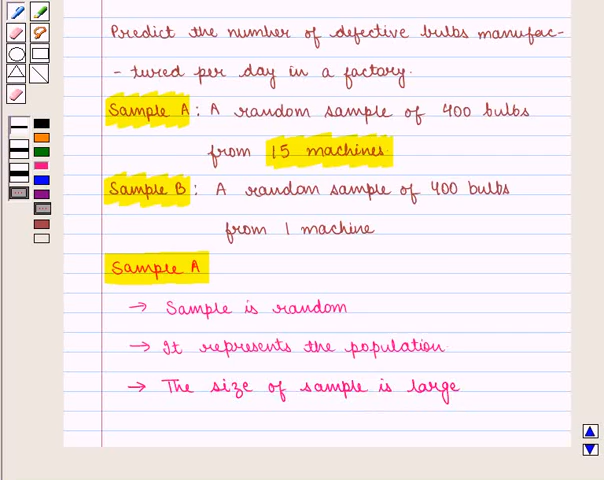 Predict the number of defective bulbs manufac-
- tured per day in a factory.
Sample A : A random sample of 400 bulbs
from 15 machines.
Sample B : A random sample of 400 bulbs
from 1 machine
Sample A
→ Sample is random
→ It represents the population
→ The size of sample is large